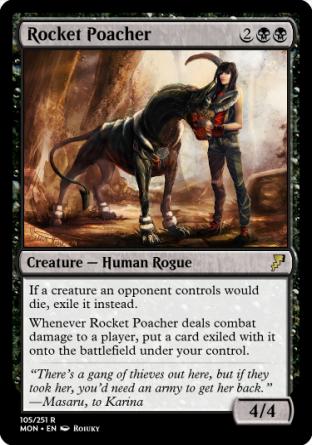 Rocket Poacher 2
Creature — Human Rogue
If a creature an opponent controls would
die, exile it instead.
Whenever Rocket Poacher deals combat
damage to a player, put a card exiled with it
onto the battlefield under your control.
"There's a gang of thieves out here, but if they
took her, you'd need an army to get her back."
—Masaru, to Karina
4/4
105/251 R
MON • EN ROIUKY